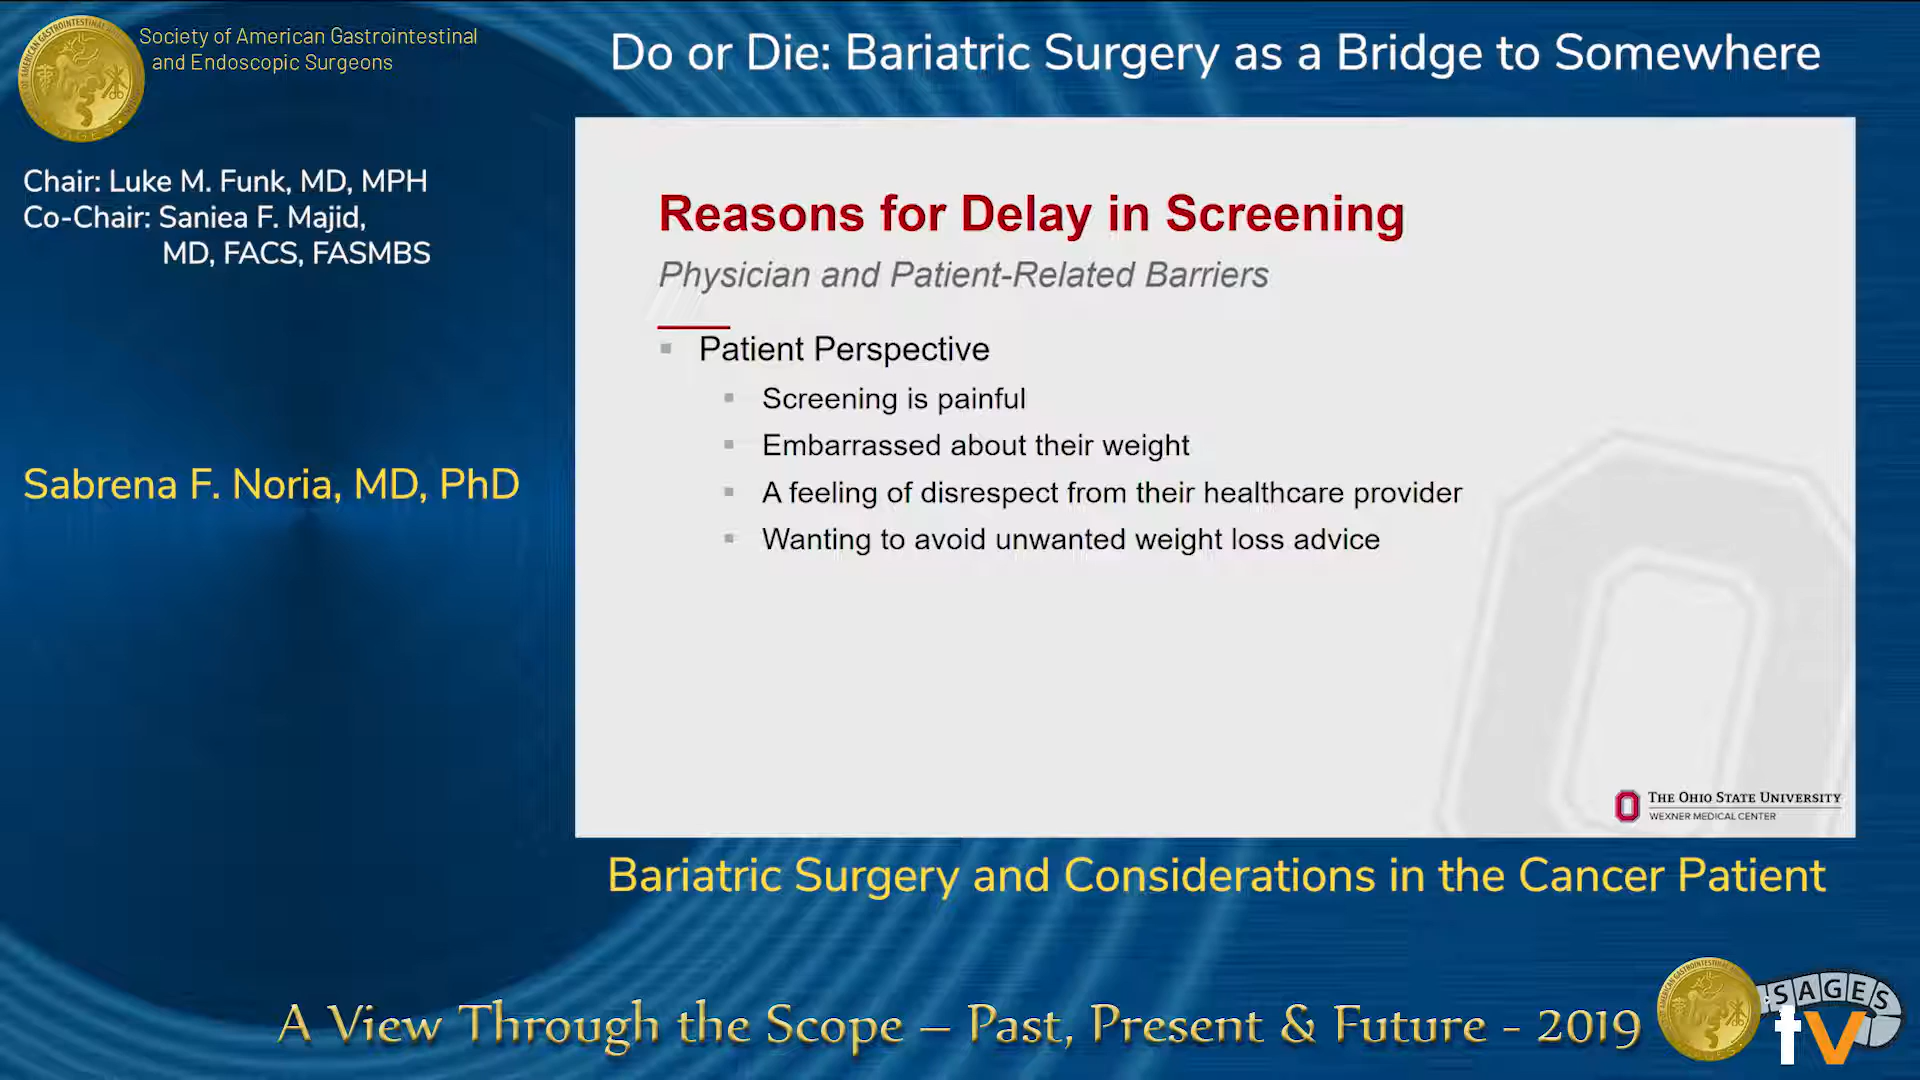 Society of American Gastrointestinal
and Endoscopic Surgeons
Do or Die: Bariatric Surgery as a Bridge to Somewhere
Chair: Luke M. Funk, MD, MPH
Co-Chair: Saniea F. Majid,
MD, FACS, FASMBS
Sabrena F. Noria, MD, PhD
Reasons for Delay in Screening
Physician and Patient-Related Barriers
Patient Perspective
Screening is painful
Embarrassed about their weight
A feeling of disrespect from their healthcare provider
Wanting to avoid unwanted weight loss advice
The Ohio State University
WEXNER MEDICAL CENTER
Bariatric Surgery and Considerations in the Cancer Patient
A View Through the Scope – Past, Present & Future - 2019
SAGES
tv